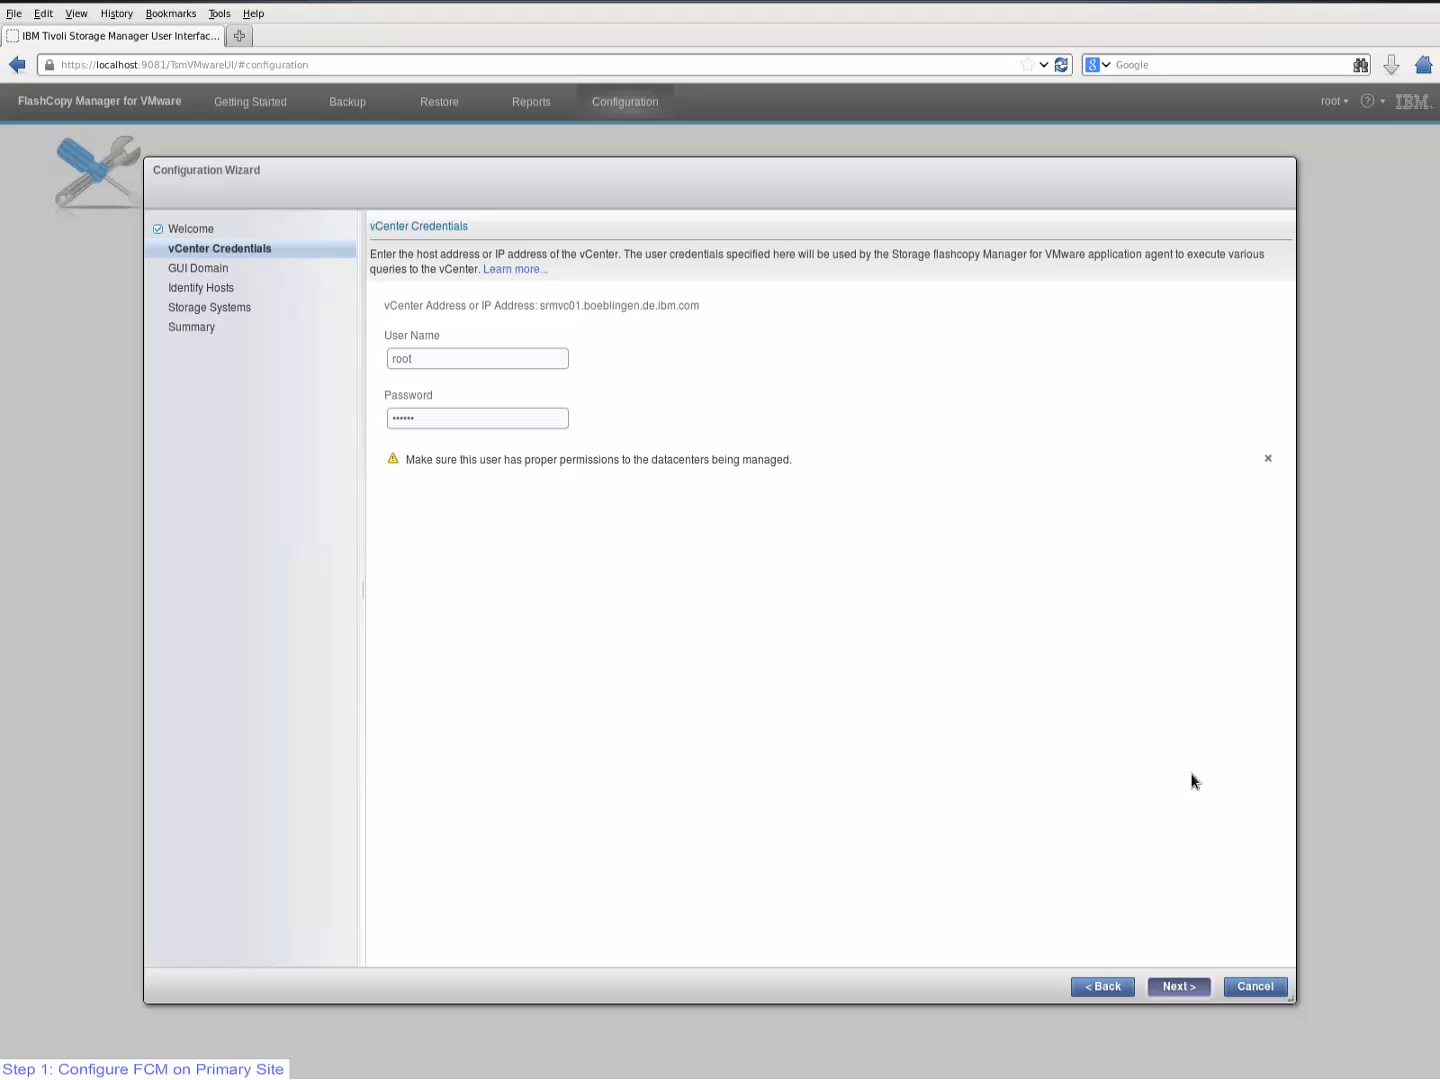 File Edit View History Bookmarks Tools Help
IBM Tivoli Storage Manager User Interfac...
https://localhost:9081/TsmVMwareUI/#configuration
Google
FlashCopy Manager for VMware Getting Started Backup Restore Reports Configuration root IBM.
Configuration Wizard
Welcome
vCenter Credentials
GUI Domain
Identify Hosts
Storage Systems
Summary
vCenter Credentials
Enter the host address or IP address of the vCenter. The user credentials specified here will be used by the Storage flashcopy Manager for VMware application agent to execute various
queries to the vCenter. Learn more...
vCenter Address or IP Address: srmvc01.boeblingen.de.ibm.com
User Name
root
Password
••••••
Make sure this user has proper permissions to the datacenters being managed.
< Back Next > Cancel
Step 1: Configure FCM on Primary Site